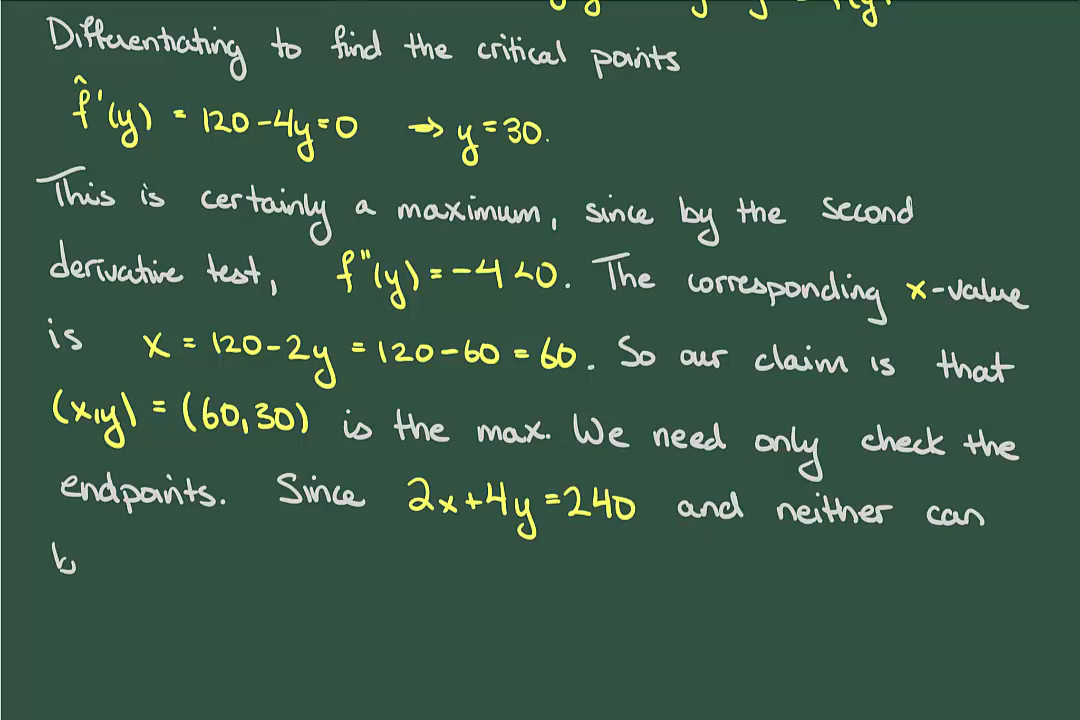 Differentiating to find the critical points
f̂'(y) = 120-4y=0 → y=30.
This is certainly a maximum, since by the second
derivative test, f"(y)=-4<0. The corresponding x-value
is x = 120-2y = 120-60 = 60. So our claim is that
(x,y) = (60,30) is the max. We need only check the
endpoints. Since 2x+4y=240 and neither can
b